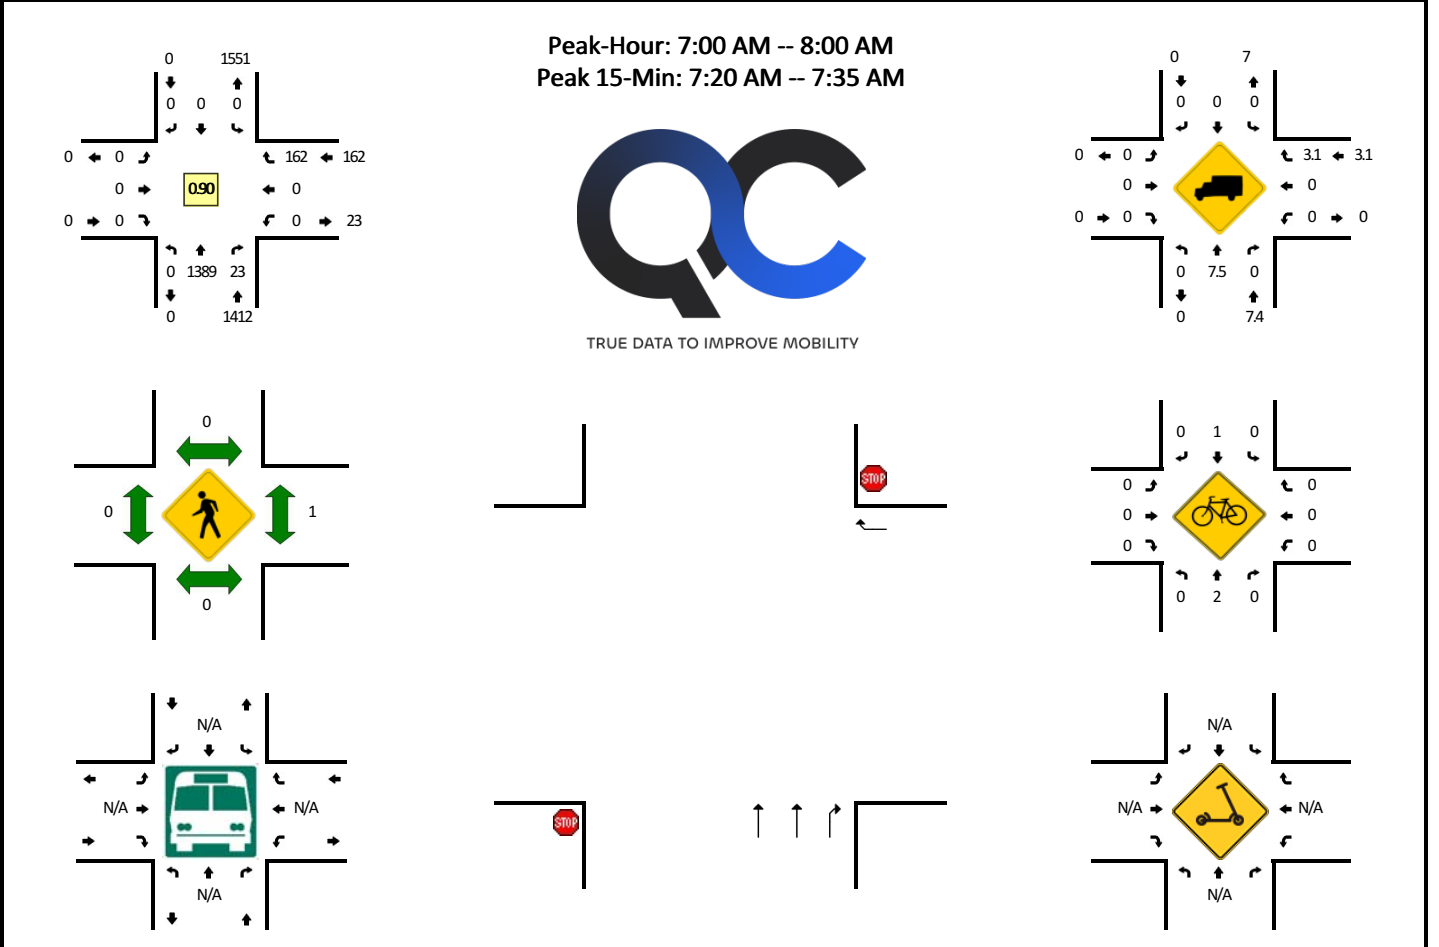 Peak-Hour: 7:00 AM -- 8:00 AM
Peak 15-Min: 7:20 AM -- 7:35 AM
0 1551
0 0 0
0 0 162 162
0 0.90 0
0 0 0 23
0 1389 23
0 1412
TRUE DATA TO IMPROVE MOBILITY
0 7
0 0 0
0 0 3.1 3.1
0 0
0 0 0 0
0 7.5 0
0 7.4
0
0 1
0
STOP
STOP
0 1 0
0 0
0 0
0 0
0 2 0
N/A
N/A N/A
N/A
N/A
N/A N/A
N/A